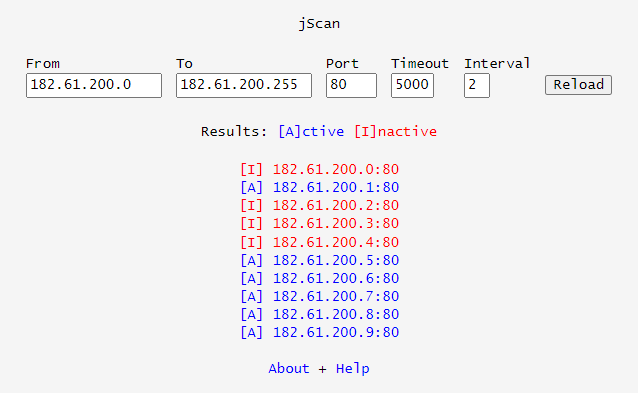 jScan
From To Port Timeout Interval
182.61.200.0 182.61.200.255 80 5000 2 Reload
Results: [A]ctive [I]nactive
[I] 182.61.200.0:80
[A] 182.61.200.1:80
[I] 182.61.200.2:80
[I] 182.61.200.3:80
[I] 182.61.200.4:80
[A] 182.61.200.5:80
[A] 182.61.200.6:80
[A] 182.61.200.7:80
[A] 182.61.200.8:80
[A] 182.61.200.9:80
About + Help